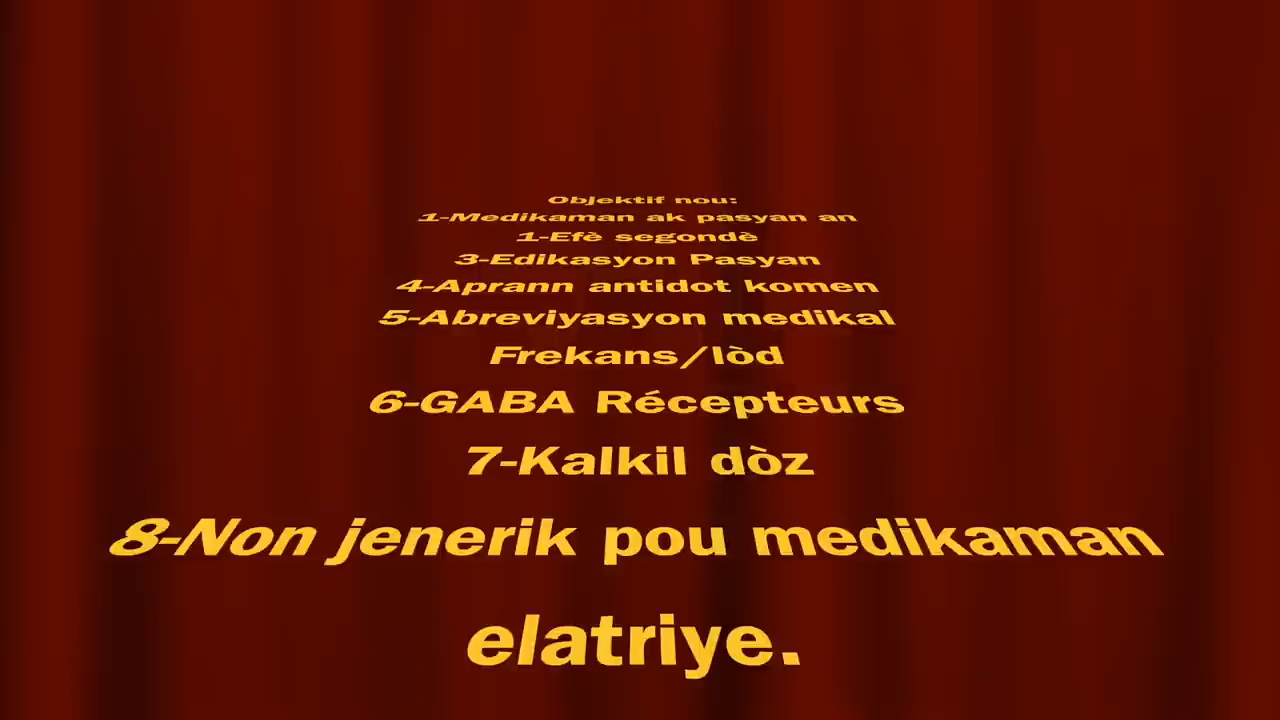 Objektif nou:
1-Medikaman ak pasyan an
1-Efè segondè
3-Edikasyon Pasyan
4-Aprann antidot komen
5-Abreviyasyon medikal
Frekans/lòd
6-GABA Récepteurs
7-Kalkil dòz
8-Non jenerik pou medikaman
elatriye.